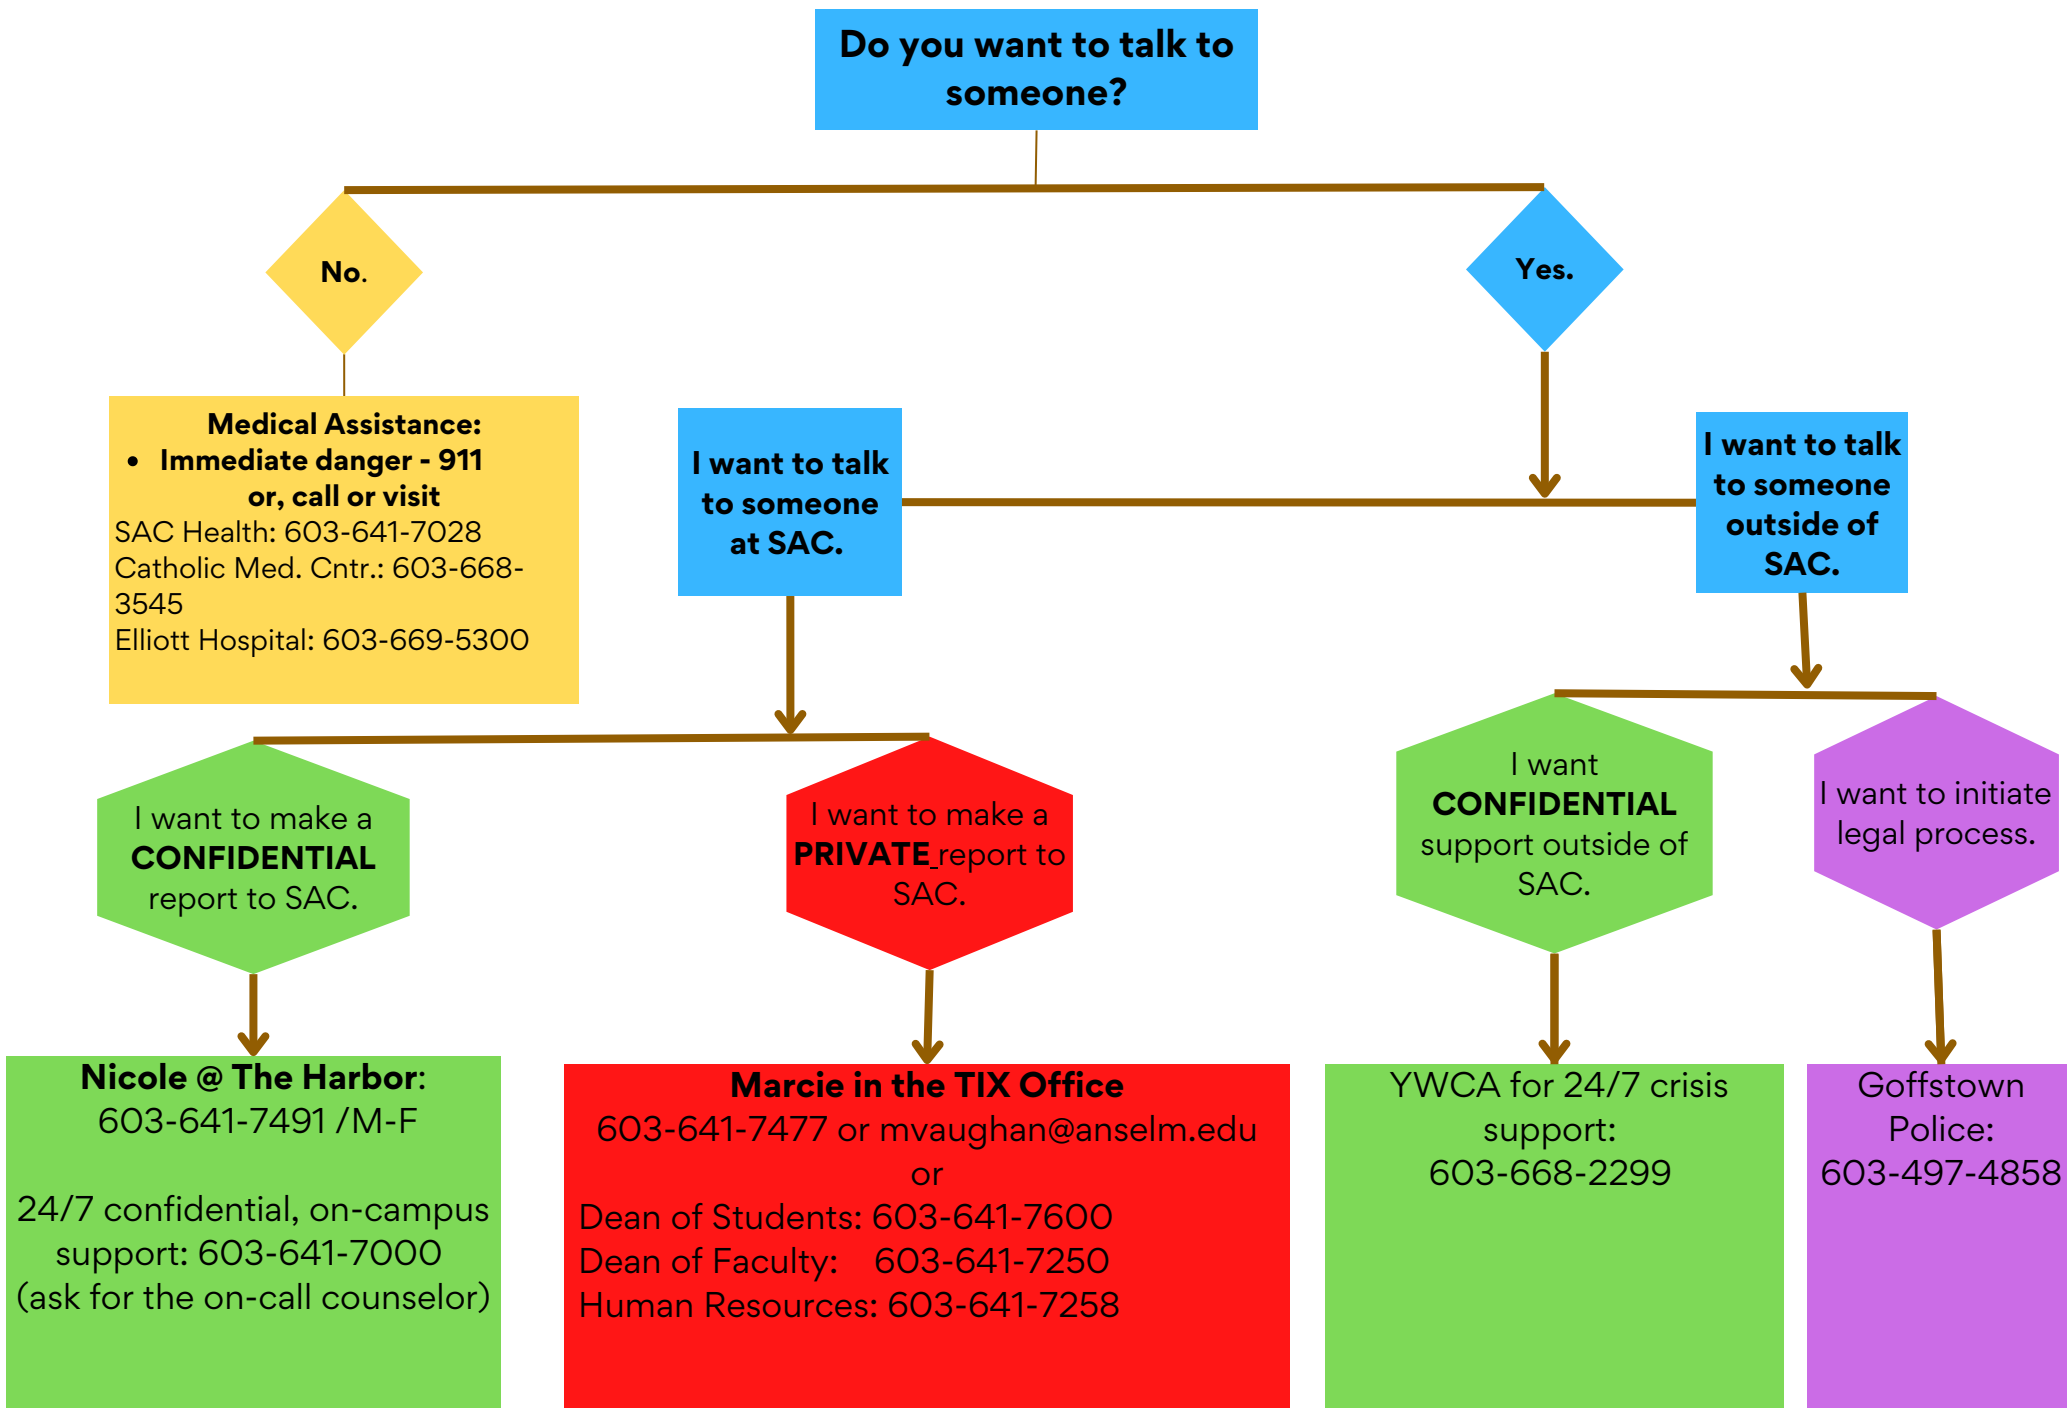 Do you want to talk to
someone?
No.
Yes.
Medical Assistance:
• Immediate danger - 911
or, call or visit
SAC Health: 603-641-7028
Catholic Med. Cntr.: 603-668-
3545
Elliott Hospital: 603-669-5300
I want to talk
to someone
at SAC.
I want to talk
to someone
outside of
SAC.
I want to make a
CONFIDENTIAL
report to SAC.
I want to make a
PRIVATE report to
SAC.
I want
CONFIDENTIAL
support outside of
SAC.
I want to initiate
legal process.
Nicole @ The Harbor:
603-641-7491 /M-F
24/7 confidential, on-campus
support: 603-641-7000
(ask for the on-call counselor)
Marcie in the TIX Office
603-641-7477 or mvaughan@anselm.edu
or
Dean of Students: 603-641-7600
Dean of Faculty: 603-641-7250
Human Resources: 603-641-7258
YWCA for 24/7 crisis
support:
603-668-2299
Goffstown
Police:
603-497-4858